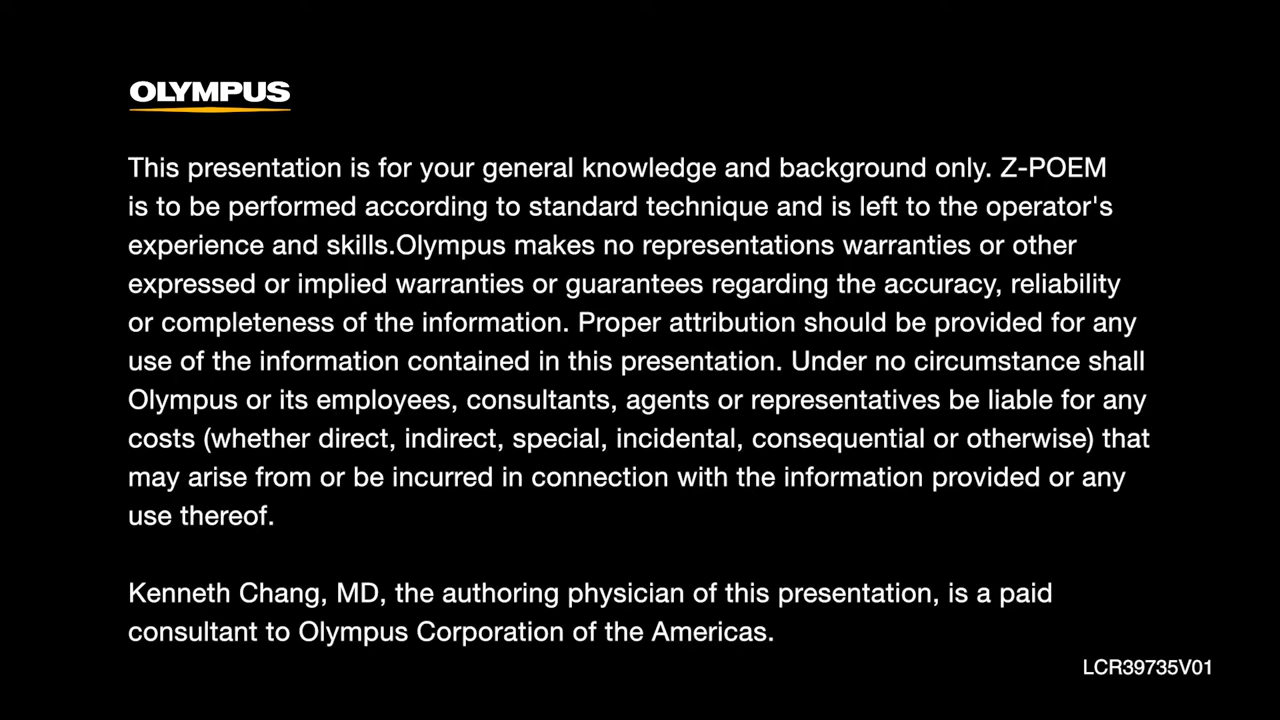 OLYMPUS
This presentation is for your general knowledge and background only. Z-POEM
is to be performed according to standard technique and is left to the operator's
experience and skills.Olympus makes no representations warranties or other
expressed or implied warranties or guarantees regarding the accuracy, reliability
or completeness of the information. Proper attribution should be provided for any
use of the information contained in this presentation. Under no circumstance shall
Olympus or its employees, consultants, agents or representatives be liable for any
costs (whether direct, indirect, special, incidental, consequential or otherwise) that
may arise from or be incurred in connection with the information provided or any
use thereof.
Kenneth Chang, MD, the authoring physician of this presentation, is a paid
consultant to Olympus Corporation of the Americas.
LCR39735V01